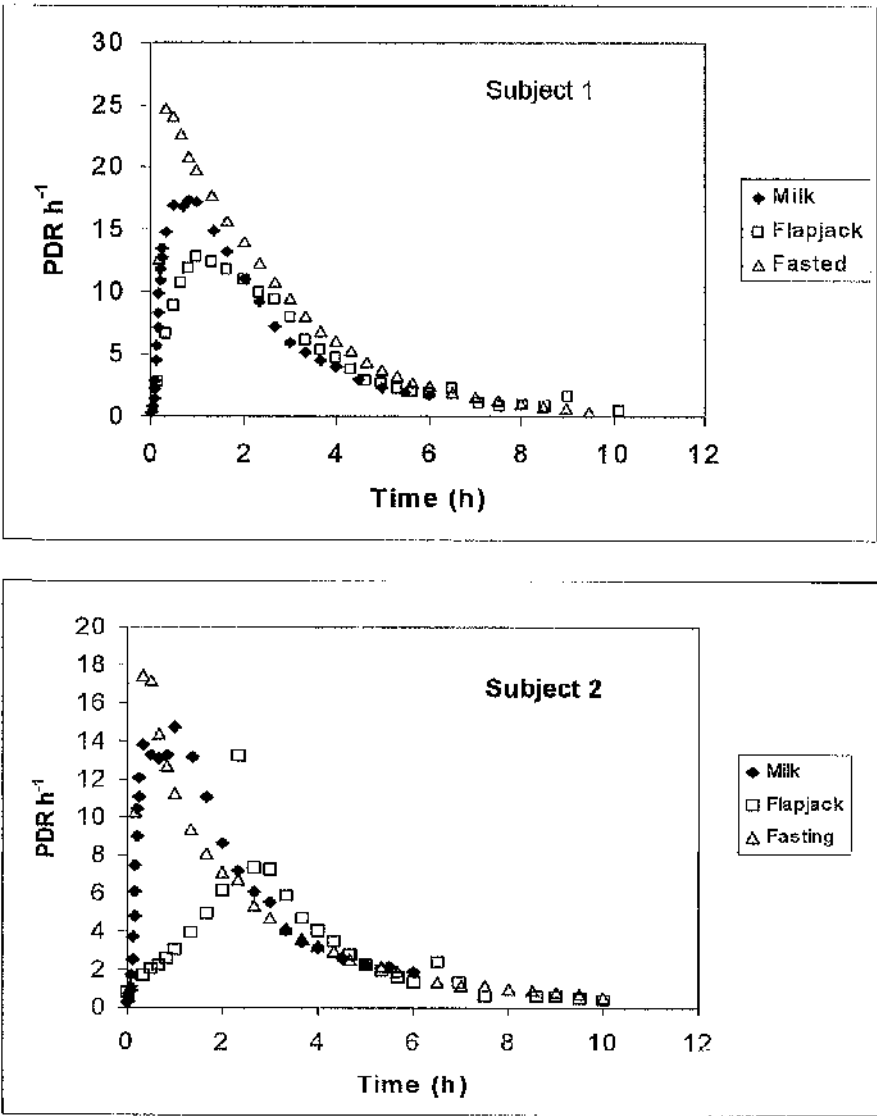 30
25
20
15
10
5
0
PDR h⁻¹
Subject 1
0 2 4 6 8 10 12
Time (h)
Milk
Flapjack
Fasted
20
18
16
14
12
10
8
6
4
2
0
PDR h⁻¹
Subject 2
0 2 4 6 8 10 12
Time (h)
Milk
Flapjack
Fasting